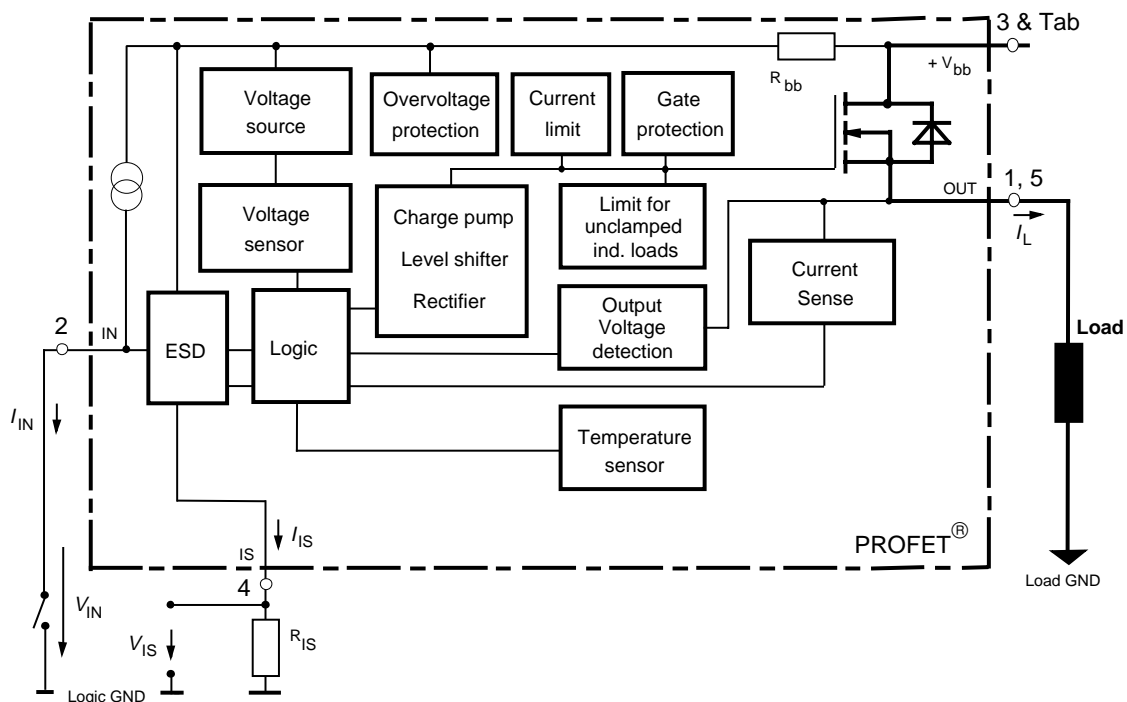 3 & Tab
R bb
+ V bb
Voltage
source
Overvoltage
protection
Current
limit
Gate
protection
Voltage
sensor
Charge pump
Level shifter
Rectifier
Limit for
unclamped
ind. loads
OUT
1, 5
I L
Current
Sense
Output
Voltage
detection
2
IN
ESD
Logic
Load
I IN
Temperature
sensor
I IS
IS
PROFET®
4
Load GND
V IN
V IS
R IS
Logic GND